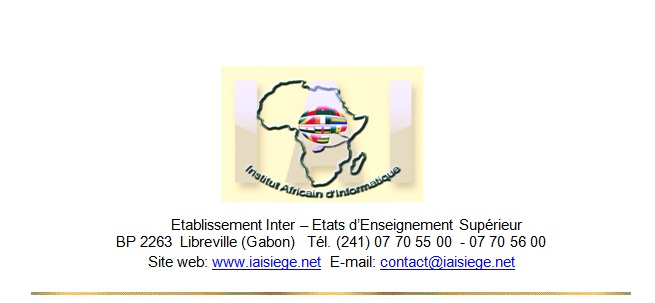 IAI
Institut Africain d'Informatique
Etablissement Inter – Etats d'Enseignement Supérieur
BP 2263 Libreville (Gabon) Tél. (241) 07 70 55 00 - 07 70 56 00
Site web: www.iaisiege.net E-mail: contact@iaisiege.net